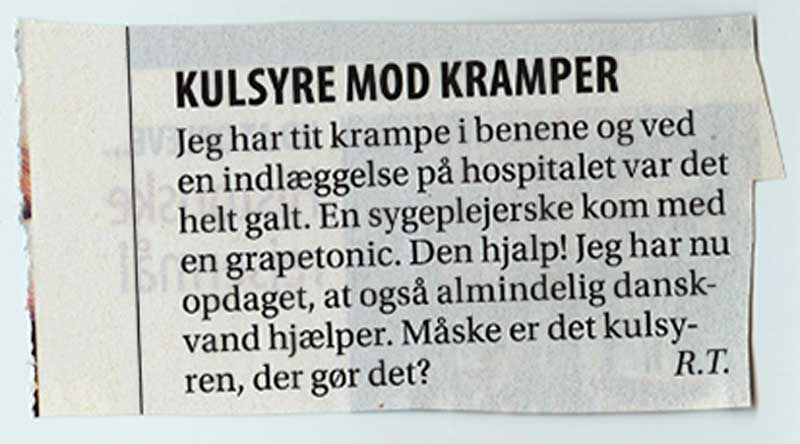 KULSYRE MOD KRAMPER
Jeg har tit krampe i benene og ved
en indlæggelse på hospitalet var det
helt galt. En sygeplejerske kom med
en grapetonic. Den hjalp! Jeg har nu
opdaget, at også almindelig dansk-
vand hjælper. Måske er det kulsy-
ren, der gør det? R.T.